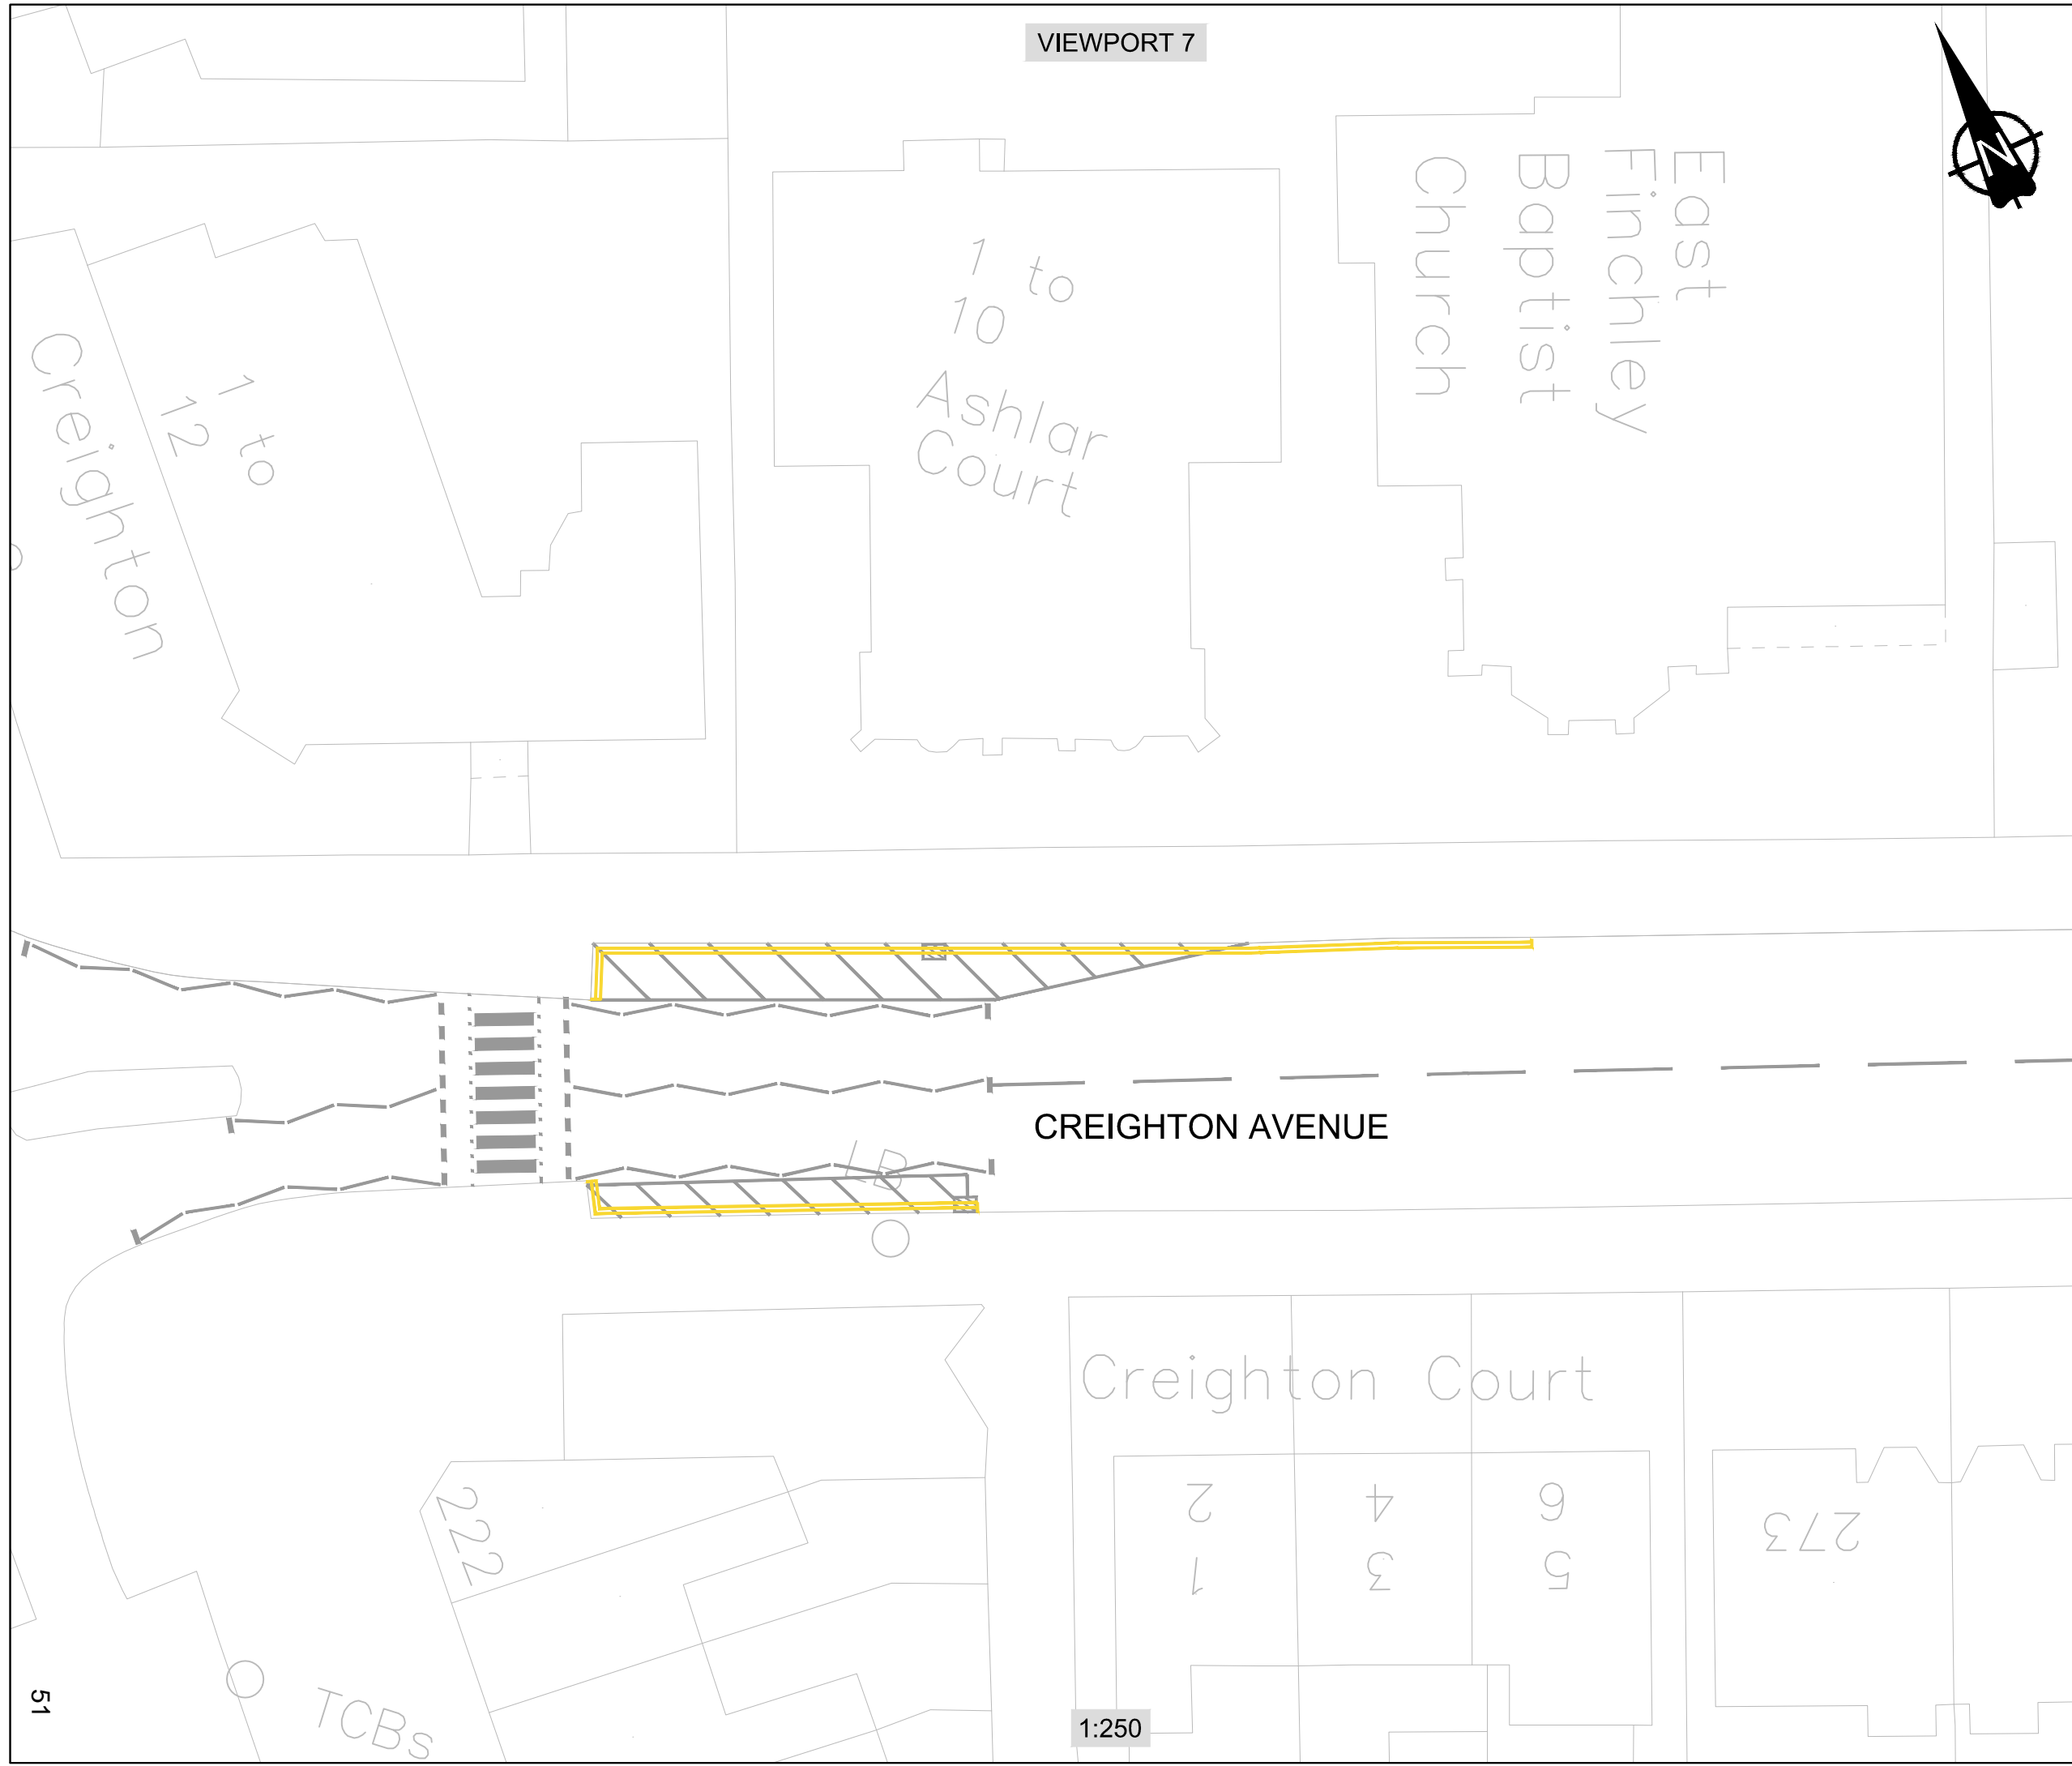 VIEWPORT 7
N
East
Finchley
Baptist
Church
1 to
10
Ashlar
Court
1 to
12
Creighton
CREIGHTON AVENUE
LB
Creighton Court
2
4
6
1
3
5
273
222
TCBs
51
1:250